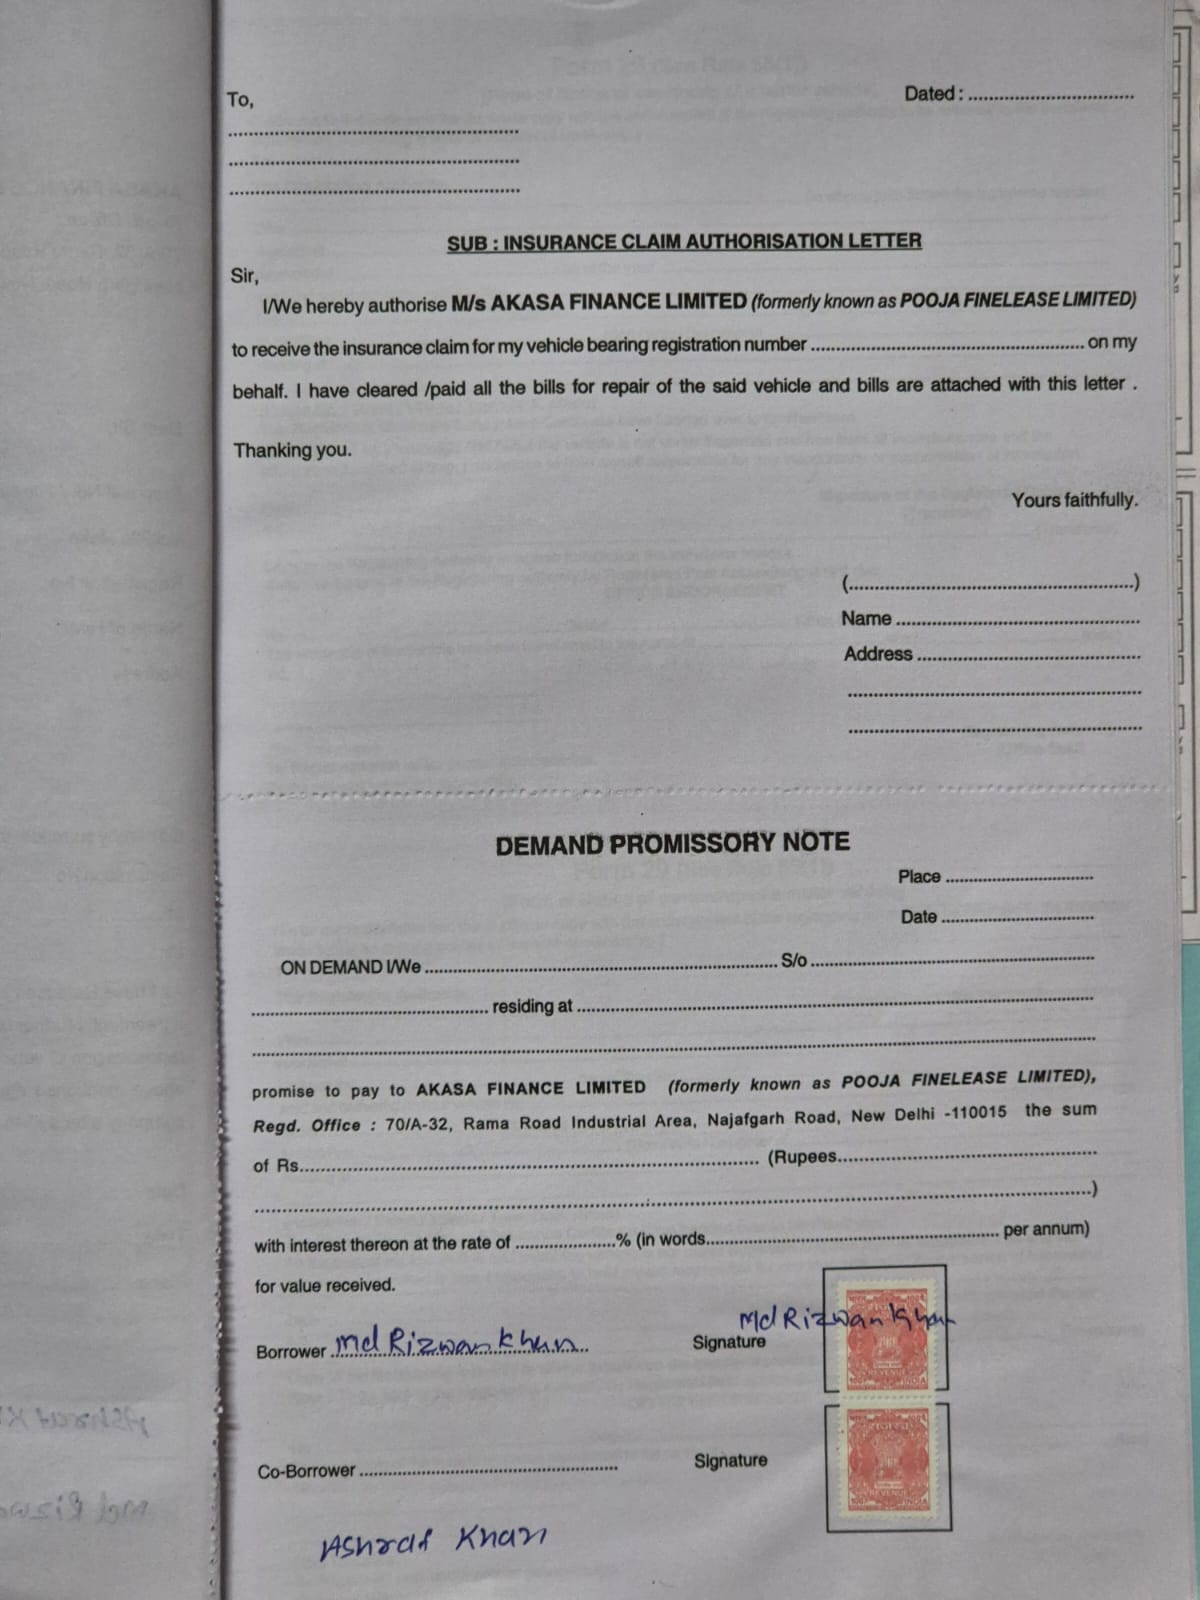 To,
Dated : ........................................
................................................................
................................................................
................................................................
SUB : INSURANCE CLAIM AUTHORISATION LETTER
Sir,
I/We hereby authorise M/s AKASA FINANCE LIMITED (formerly known as POOJA FINELEASE LIMITED)
to receive the insurance claim for my vehicle bearing registration number ............................................................ on my
behalf. I have cleared /paid all the bills for repair of the said vehicle and bills are attached with this letter .
Thanking you.
Yours faithfully.
(................................................................)
Name ......................................................
Address .................................................
................................................................
................................................................
DEMAND PROMISSORY NOTE
Place ....................................
Date .....................................
ON DEMAND I/We .............................................................................. S/o ..............................................................
.................................................... residing at ..................................................................................................................
..........................................................................................................................................................................................
promise to pay to AKASA FINANCE LIMITED (formerly known as POOJA FINELEASE LIMITED),
Regd. Office : 70/A-32, Rama Road Industrial Area, Najafgarh Road, New Delhi -110015 the sum
of Rs...................................................................................................... (Rupees.........................................................
.........................................................................................................................................................................................)
with interest thereon at the rate of ......................% (in words................................................................ per annum)
for value received.
Borrower Md Rizwan Khan
Signature Md Rizwan Khan
REVENUE
INDIA
Co-Borrower .........................................................
Signature
REVENUE
INDIA
Ashraf Khan